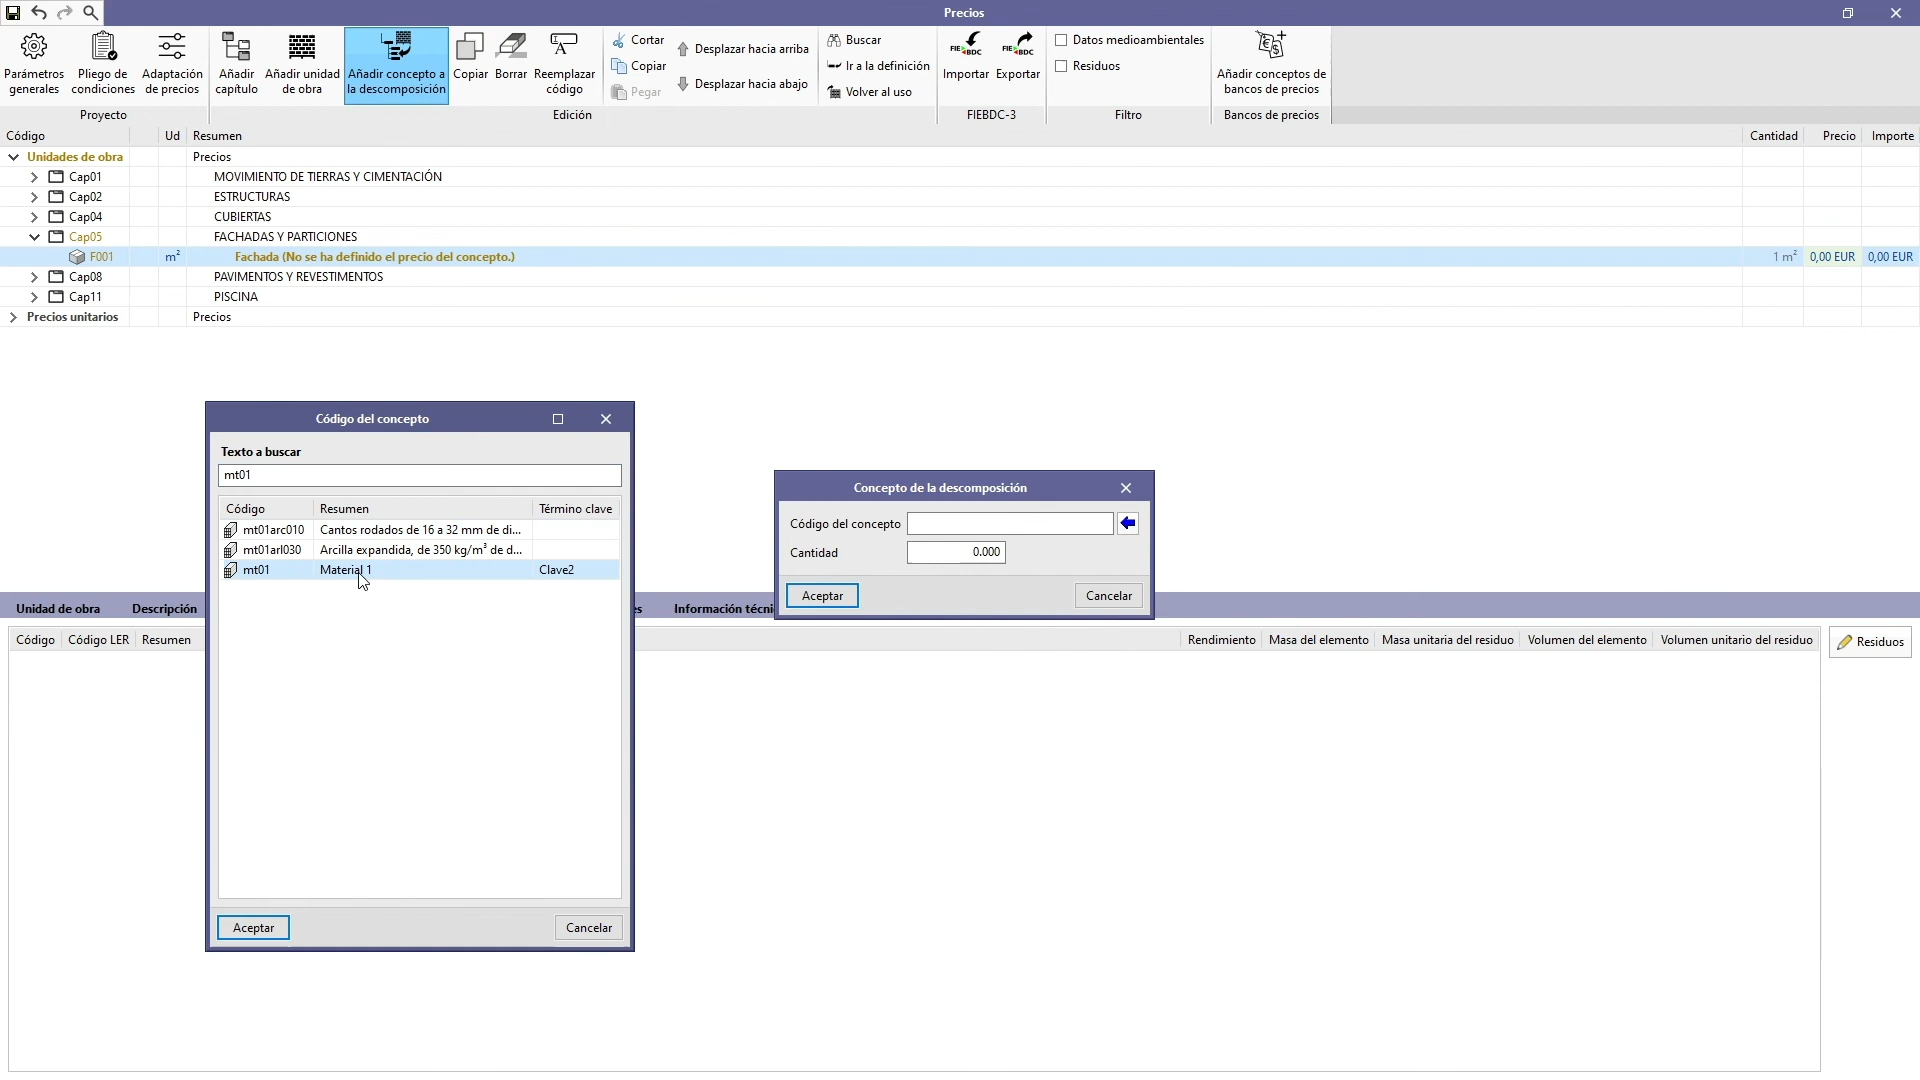 Precios
Parámetros generales
Pliego de condiciones
Adaptación de precios
Proyecto
Añadir capítulo
Añadir unidad de obra
Añadir concepto a la descomposición
Copiar
Borrar
Reemplazar código
Cortar
Copiar
Pegar
Desplazar hacia arriba
Desplazar hacia abajo
Edición
Buscar
Ir a la definición
Volver al uso
FIE BDC
Importar
FIE BDC
Exportar
FIEBDC-3
Datos medioambientales
Residuos
Filtro
Añadir conceptos de bancos de precios
Bancos de precios
Código Ud Resumen Cantidad Precio Importe
Unidades de obra Precios
Cap01 MOVIMIENTO DE TIERRAS Y CIMENTACIÓN
Cap02 ESTRUCTURAS
Cap04 CUBIERTAS
Cap05 FACHADAS Y PARTICIONES
F001 m² Fachada (No se ha definido el precio del concepto.) 1 m² 0,00 EUR 0,00 EUR
Cap08 PAVIMENTOS Y REVESTIMENTOS
Cap11 PISCINA
Precios unitarios Precios
Código del concepto
Texto a buscar
mt01
Código Resumen Término clave
mt01arc010 Cantos rodados de 16 a 32 mm de di...
mt01arl030 Arcilla expandida, de 350 kg/m³ de d...
mt01 Material 1 Clave2
Aceptar Cancelar
Concepto de la descomposición
Código del concepto
Cantidad 0.000
Aceptar Cancelar
Unidad de obra Descripción
Código Código LER Resumen Rendimiento Masa del elemento Masa unitaria del residuo Volumen del elemento Volumen unitario del residuo
Residuos